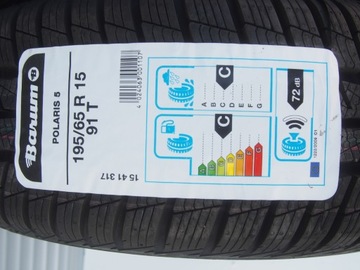 Barum
POLARIS 5
195/65 R 15
91 T
15 41 317
C
A
B
C
D
E
F
G
C
72 dB